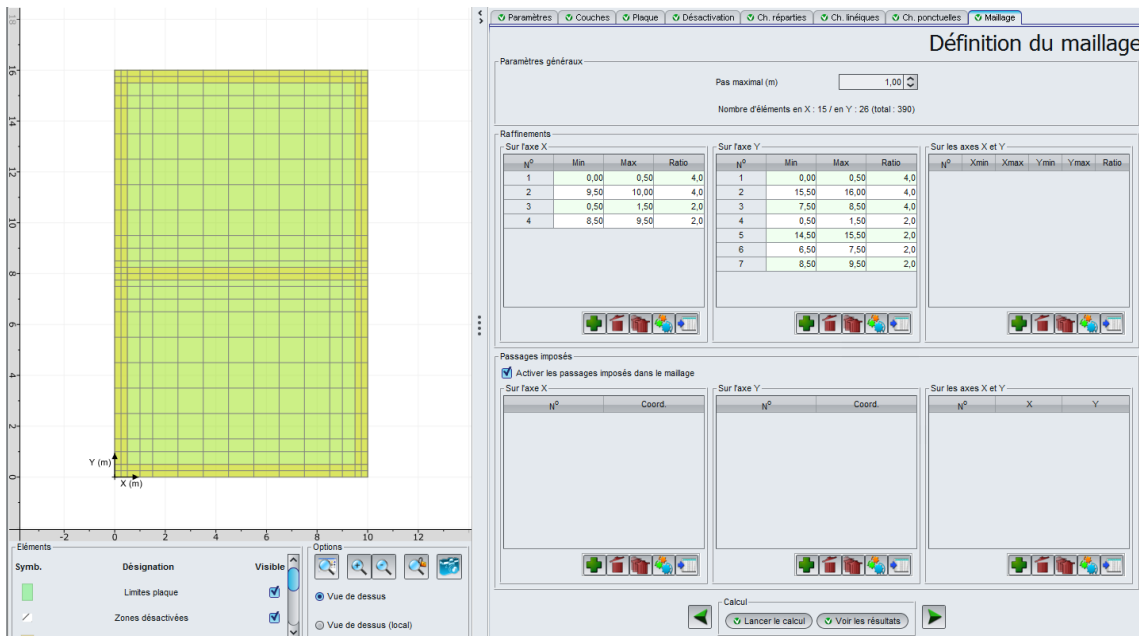 Paramètres Couches Plaque Désactivation Ch. réparties Ch. linéiques Ch. ponctuelles Maillage
Définition du maillage
Paramètres généraux
Pas maximal (m) 1,00
Nombre d'éléments en X : 15 / en Y : 26 (total : 390)
Raffinements
Sur l'axe X
N° Min Max Ratio
1 0,00 0,50 4,0
2 9,50 10,00 4,0
3 0,50 1,50 2,0
4 8,50 9,50 2,0
Sur l'axe Y
N° Min Max Ratio
1 0,00 0,50 4,0
2 15,50 16,00 4,0
3 7,50 8,50 4,0
4 0,50 1,50 2,0
5 14,50 15,50 2,0
6 6,50 7,50 2,0
7 8,50 9,50 2,0
Sur les axes X et Y
N° Xmin Xmax Ymin Ymax Ratio
Passages imposés
Activer les passages imposés dans le maillage
Sur l'axe X
N° Coord.
Sur l'axe Y
N° Coord.
Sur les axes X et Y
N° X Y
Calcul
Lancer le calcul Voir les résultats
18
16
14
12
10
8
6
4
2
0
Y (m)
X (m)
-2 0 2 4 6 8 10 12
Eléments
Symb. Désignation Visible
Limites plaque
Zones désactivées
Options
Vue de dessus
Vue de dessus (local)